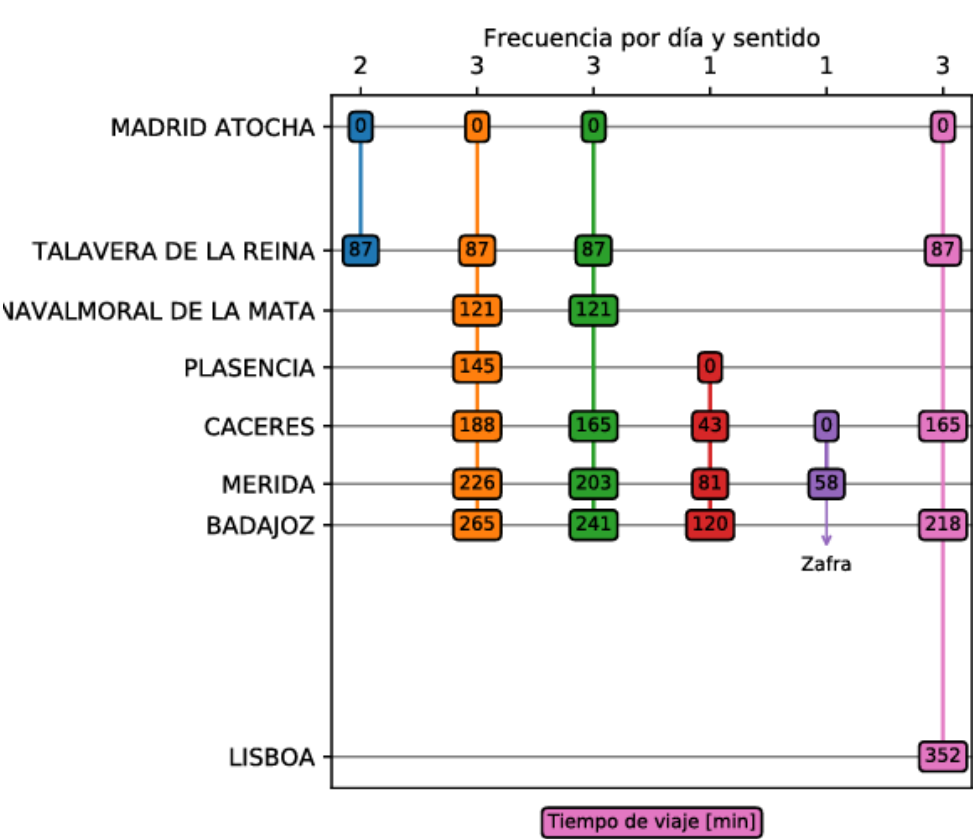 Frecuencia por día y sentido
2 3 3 1 1 3
MADRID ATOCHA 0 0 0 0
TALAVERA DE LA REINA 87 87 87 87
NAVALMORAL DE LA MATA 121 121
PLASENCIA 145 0
CACERES 188 165 43 0 165
MERIDA 226 203 81 58
BADAJOZ 265 241 120 218
Zafra
LISBOA 352
Tiempo de viaje [min]